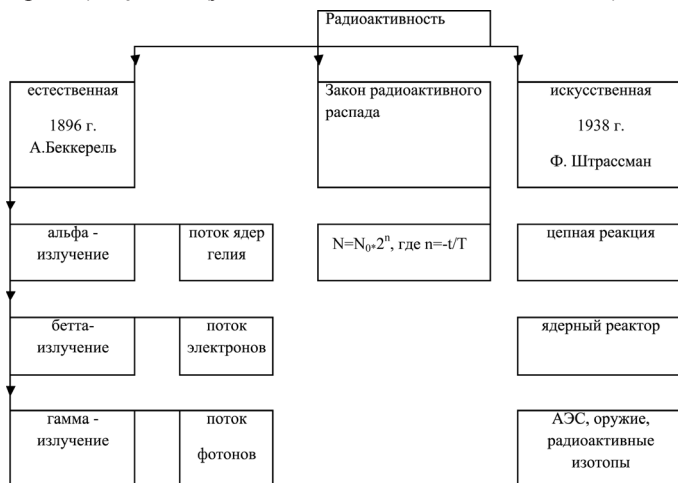 Радиоактивность
естественная
1896 г.
А.Беккерель
Закон радиоактивного
распада
искусственная
1938 г.
Ф. Штрассман
альфа -
излучение
поток ядер
гелия
N=N₀*2ⁿ, где n=-t/T
цепная реакция
бетта-
излучение
поток
электронов
ядерный реактор
гамма -
излучение
поток
фотонов
АЭС, оружие,
радиоактивные
изотопы